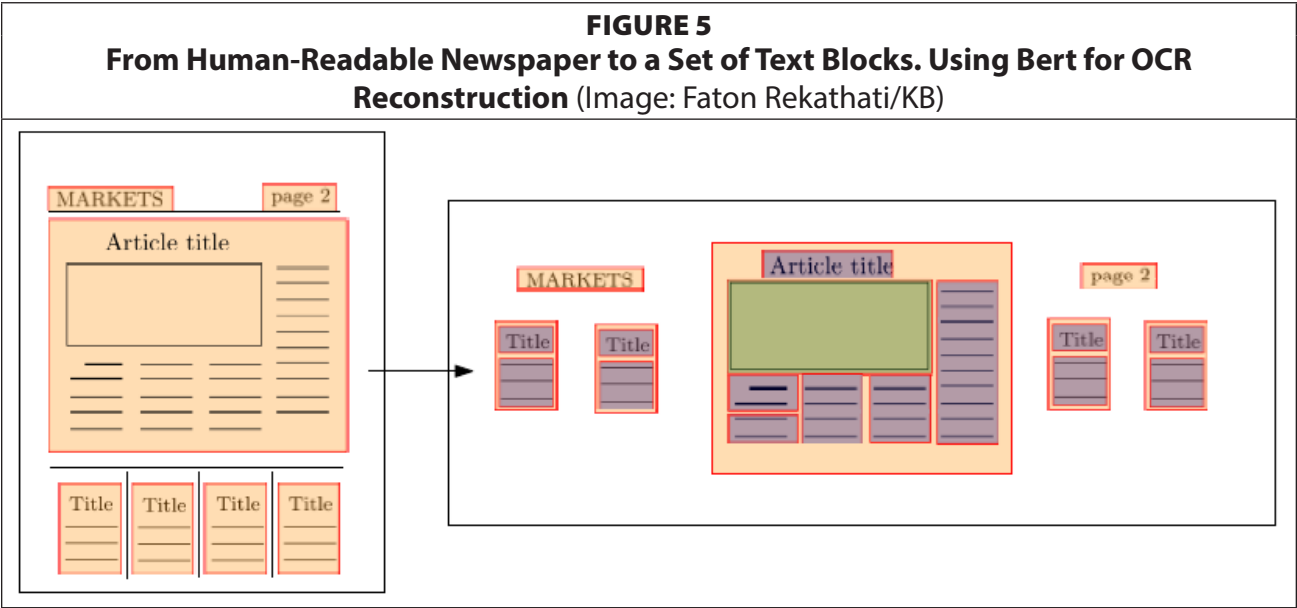 FIGURE 5
From Human-Readable Newspaper to a Set of Text Blocks. Using Bert for OCR
Reconstruction (Image: Faton Rekathati/KB)
MARKETS
page 2
Article title
Title
Title
Title
Title
MARKETS
Title
Title
Article title
page 2
Title
Title